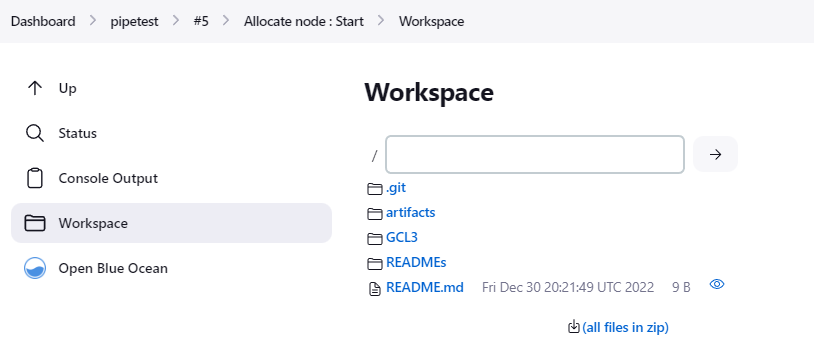 Dashboard > pipetest > #5 > Allocate node : Start > Workspace
Up
Status
Console Output
Workspace
Open Blue Ocean
Workspace
/
.git
artifacts
GCL3
READMEs
README.md Fri Dec 30 20:21:49 UTC 2022 9 B
(all files in zip)